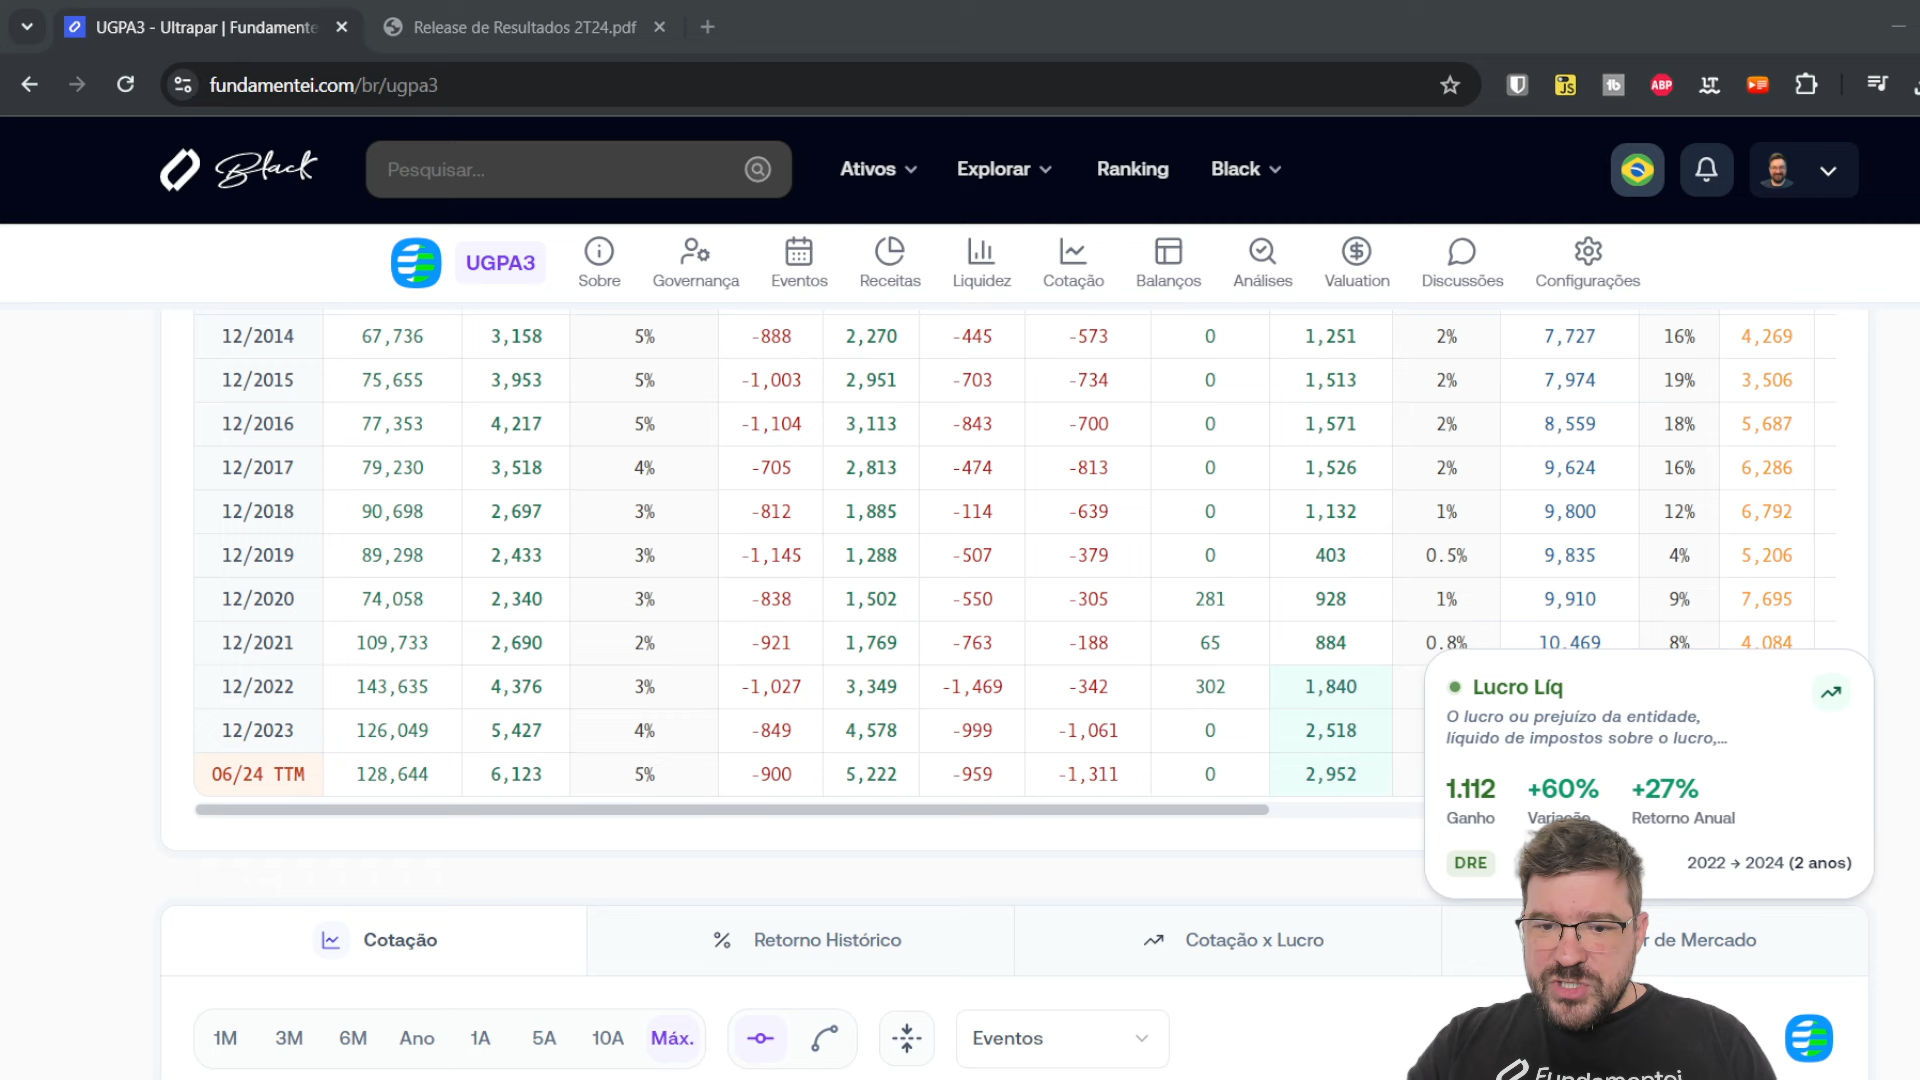 UGPA3 - Ultrapar | Fundamente
Release de Resultados 2T24.pdf
fundamentei.com/br/ugpa3
JS
tb
ABP
Black
Pesquisar...
Ativos
Explorar
Ranking
Black
UGPA3
Sobre
Governança
Eventos
Receitas
Liquidez
Cotação
Balanços
Análises
Valuation
Discussões
Configurações
12/2014 67,736 3,158 5% -888 2,270 -445 -573 0 1,251 2% 7,727 16% 4,269
12/2015 75,655 3,953 5% -1,003 2,951 -703 -734 0 1,513 2% 7,974 19% 3,506
12/2016 77,353 4,217 5% -1,104 3,113 -843 -700 0 1,571 2% 8,559 18% 5,687
12/2017 79,230 3,518 4% -705 2,813 -474 -813 0 1,526 2% 9,624 16% 6,286
12/2018 90,698 2,697 3% -812 1,885 -114 -639 0 1,132 1% 9,800 12% 6,792
12/2019 89,298 2,433 3% -1,145 1,288 -507 -379 0 403 0.5% 9,835 4% 5,206
12/2020 74,058 2,340 3% -838 1,502 -550 -305 281 928 1% 9,910 9% 7,695
12/2021 109,733 2,690 2% -921 1,769 -763 -188 65 884 0.8% 10,469 8% 4,084
12/2022 143,635 4,376 3% -1,027 3,349 -1,469 -342 302 1,840
12/2023 126,049 5,427 4% -849 4,578 -999 -1,061 0 2,518
06/24 TTM 128,644 6,123 5% -900 5,222 -959 -1,311 0 2,952
Lucro Líq
O lucro ou prejuízo da entidade,
líquido de impostos sobre o lucro,...
1.112 +60% +27%
Ganho Variação Retorno Anual
DRE 2022 → 2024 (2 anos)
Cotação
Retorno Histórico
Cotação x Lucro
r de Mercado
1M 3M 6M Ano 1A 5A 10A Máx.
Eventos
Fundamentei